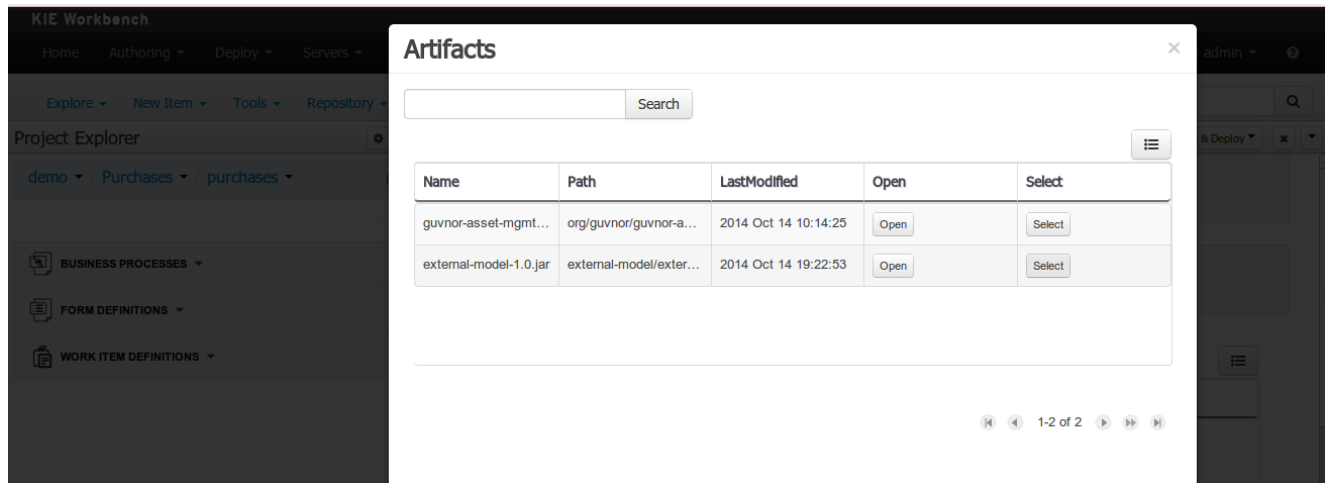 KIE Workbench
Home Authoring Deploy Servers admin
Explore New Item Tools Repository
Project Explorer & Deploy
demo / Purchases / purchases
BUSINESS PROCESSES
FORM DEFINITIONS
WORK ITEM DEFINITIONS
Artifacts
Search
Name Path LastModified Open Select
guvnor-asset-mgmt... org/guvnor/guvnor-a... 2014 Oct 14 10:14:25 Open Select
external-model-1.0.jar external-model/exter... 2014 Oct 14 19:22:53 Open Select
1-2 of 2